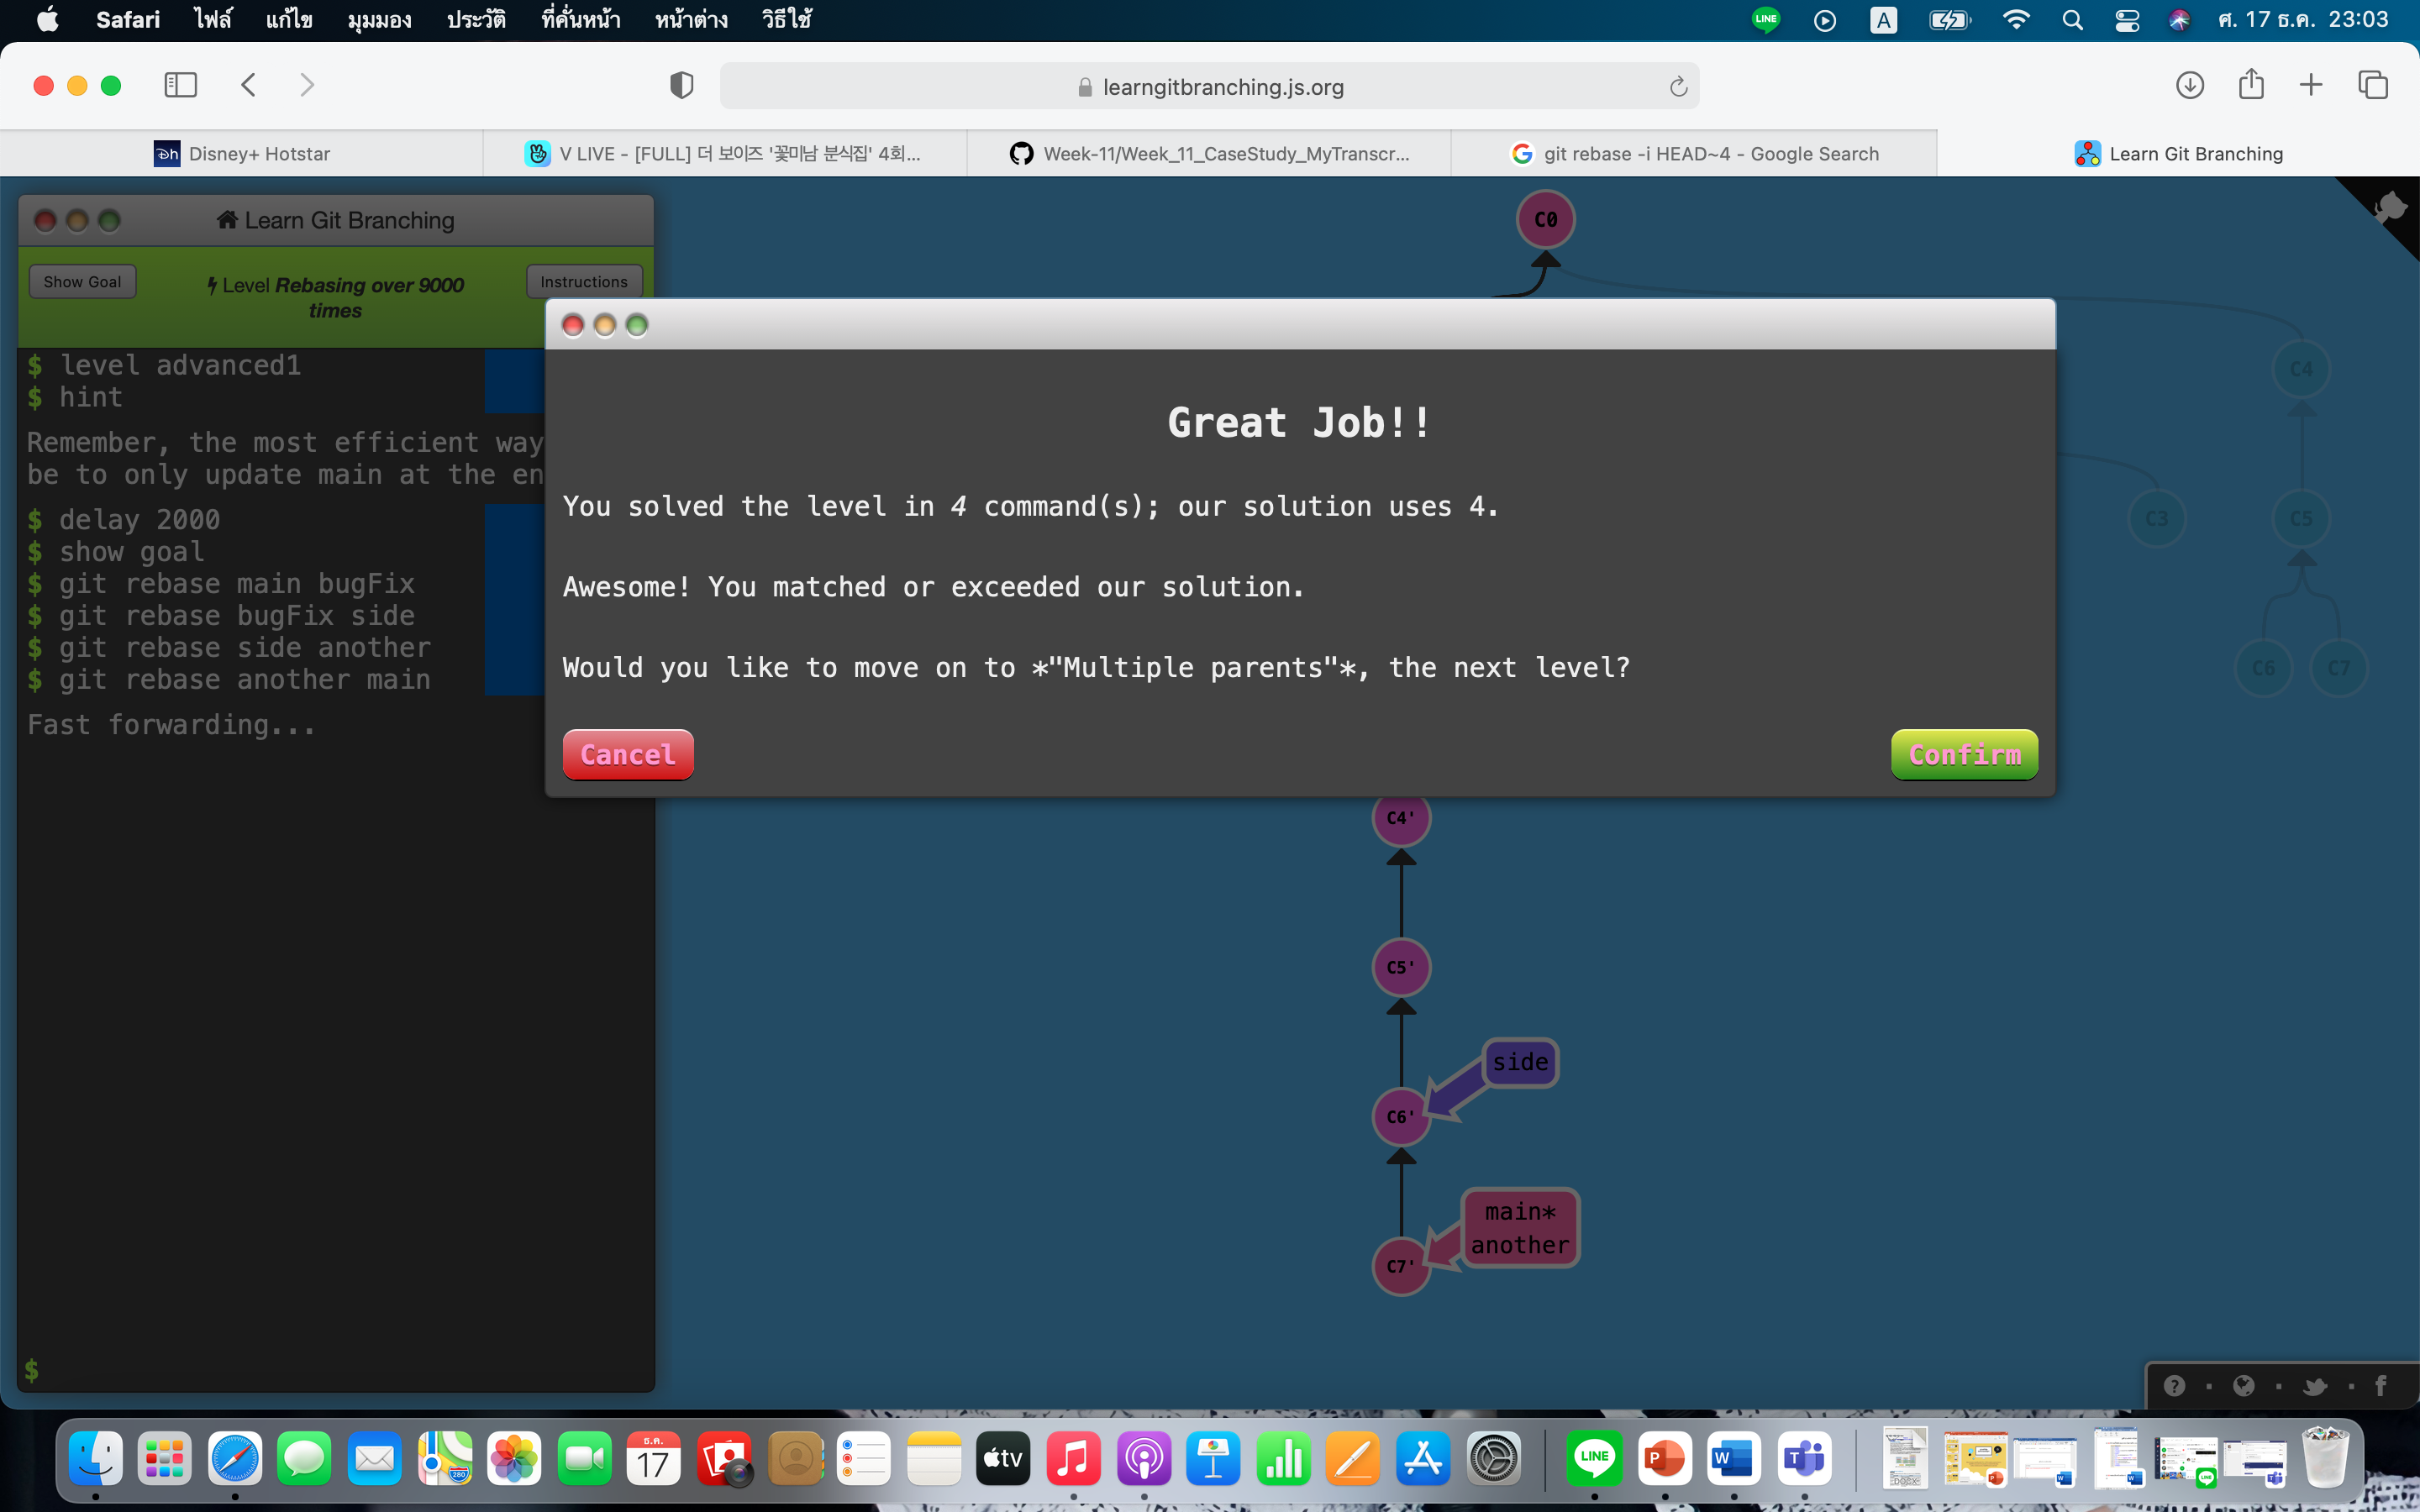 Safari ไฟล์ แก้ไข มุมมอง ประวัติ ที่คั่นหน้า หน้าต่าง วิธีใช้ LINE A ศ. 17 ธ.ค. 23:03
learngitbranching.js.org
Dh Disney+ Hotstar
V LIVE - [FULL] 더 보이즈 '꽃미남 분식집' 4회...
Week-11/Week_11_CaseStudy_MyTranscr...
git rebase -i HEAD~4 - Google Search
Learn Git Branching
Learn Git Branching
Show Goal
Level Rebasing over 9000
times
Instructions
$ level advanced1
$ hint
Remember, the most efficient way
be to only update main at the en
$ delay 2000
$ show goal
$ git rebase main bugFix
$ git rebase bugFix side
$ git rebase side another
$ git rebase another main
Fast forwarding...
$
Great Job!!
You solved the level in 4 command(s); our solution uses 4.
Awesome! You matched or exceeded our solution.
Would you like to move on to *"Multiple parents"*, the next level?
Cancel
Confirm
C0
C4
C3
C5
C6
C7
C4'
C5'
side
C6'
main*
another
C7'
280
ธ.ค.
17
tv
LINE
P
W
T